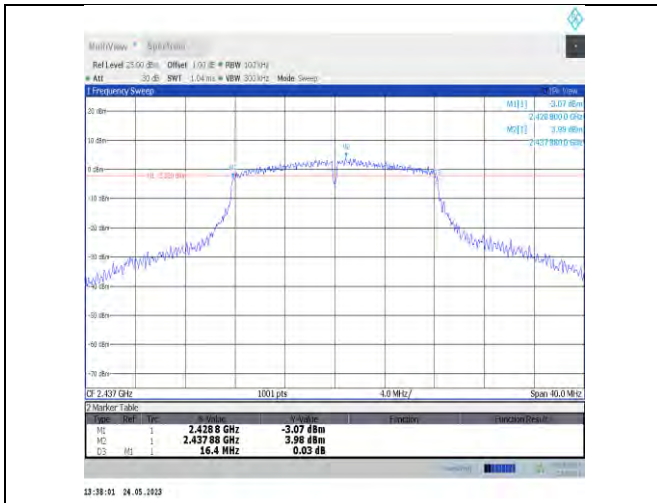 MultiView Spectrum
Ref Level 25.00 dBm Offset 1.00 dB RBW 100 kHz
Att 30 dB SWT 1.04 ms VBW 300 kHz Mode Sweep
1 Frequency Sweep
M1[1] -3.07 dBm
2.428 800 0 GHz
M2[1] 3.98 dBm
2.437 880 0 GHz
20 dBm
10 dBm
0 dBm
-10 dBm
-20 dBm
-30 dBm
-40 dBm
-50 dBm
-60 dBm
-70 dBm
CF 2.437 GHz 1001 pts 4.0 MHz/ Span 40.0 MHz
2 Marker Table
Type Ref Trc X-Value Y-Value Function Function Result
M1 1 2.428 8 GHz -3.07 dBm
M2 1 2.437 88 GHz 3.98 dBm
D3 M1 1 16.4 MHz 0.03 dB
13:38:01 24.05.2023